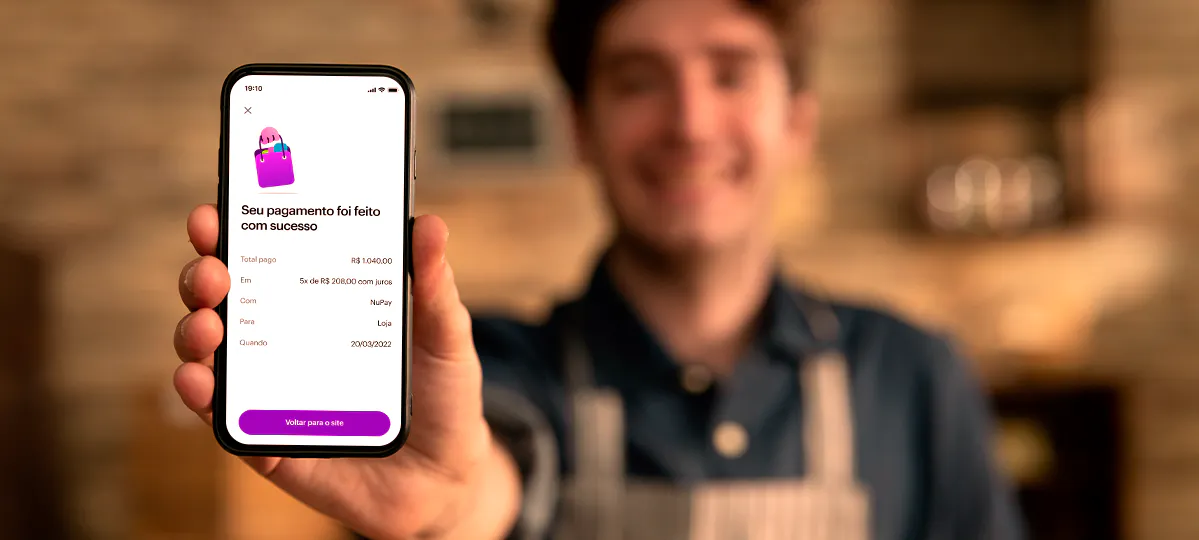 19:10
Seu pagamento foi feito
com sucesso
Total pago R$ 1.040,00
Em 5x de R$ 208,00 com juros
Com NuPay
Para Loja
Quando 20/03/2022
Voltar para o site